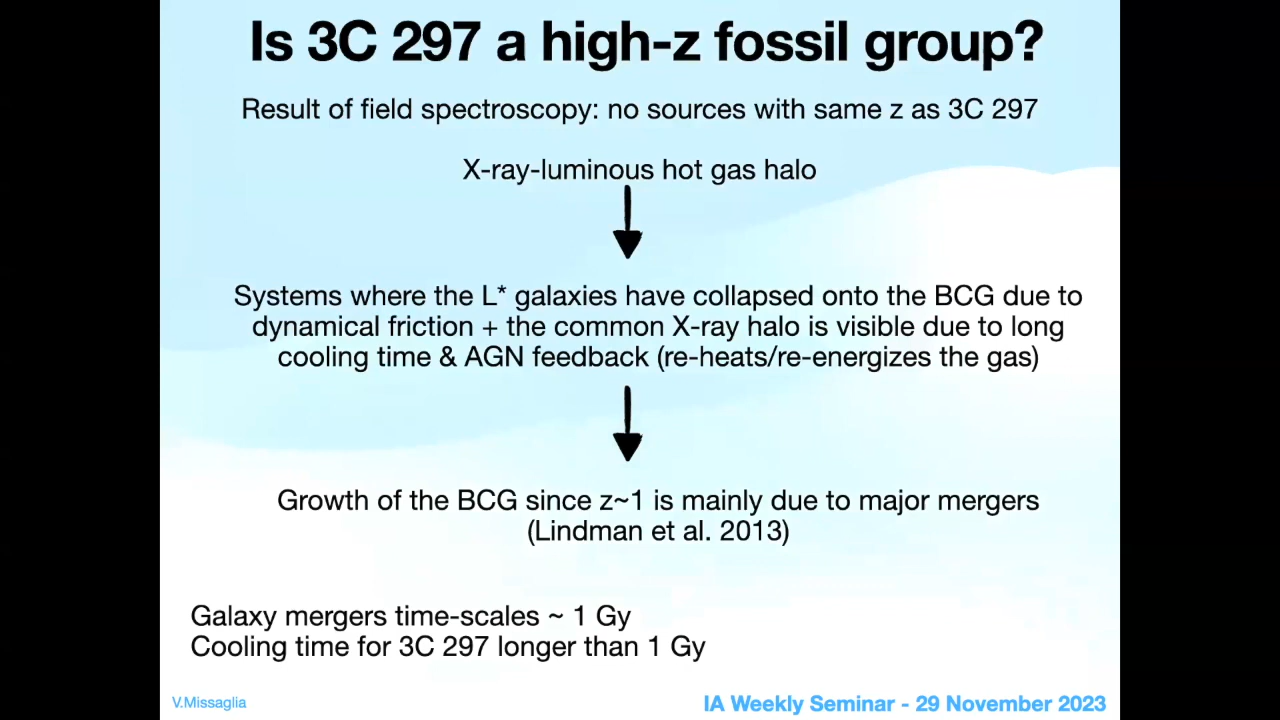 Is 3C 297 a high-z fossil group?
Result of field spectroscopy: no sources with same z as 3C 297
X-ray-luminous hot gas halo
Systems where the L* galaxies have collapsed onto the BCG due to
dynamical friction + the common X-ray halo is visible due to long
cooling time & AGN feedback (re-heats/re-energizes the gas)
Growth of the BCG since z~1 is mainly due to major mergers
(Lindman et al. 2013)
Galaxy mergers time-scales ~ 1 Gy
Cooling time for 3C 297 longer than 1 Gy
V.Missaglia
IA Weekly Seminar - 29 November 2023